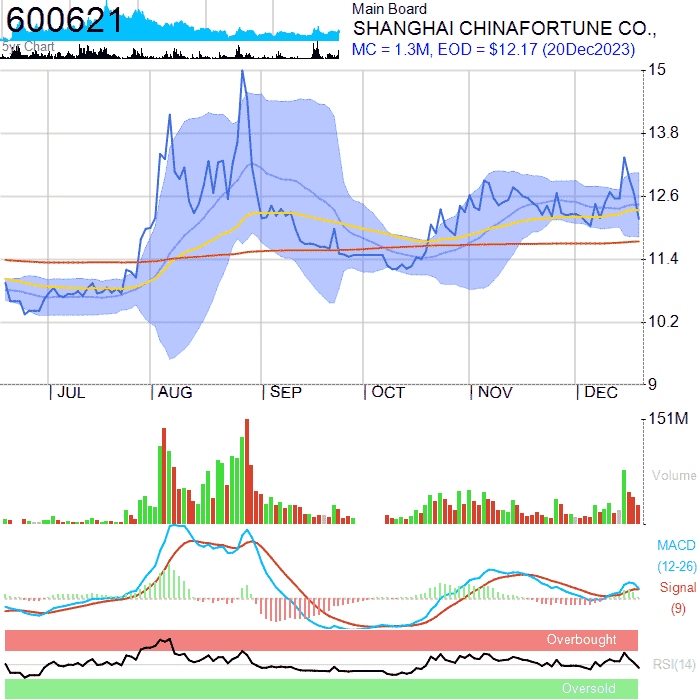 600621
5yr Chart
Main Board
SHANGHAI CHINAFORTUNE CO.,
MC = 1.3M, EOD = $12.17 (20Dec2023)
15
13.8
12.6
11.4
10.2
9
JUL AUG SEP OCT NOV DEC
151M
Volume
MACD
(12-26)
Signal
(9)
Overbought
RSI(14)
Oversold